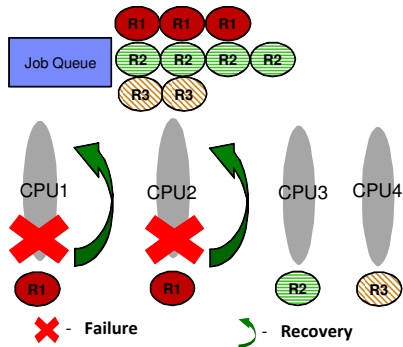 R1 R1 R1
Job Queue
R2 R2 R2 R2
R3 R3
CPU1 CPU2 CPU3 CPU4
R1 R1 R2 R3
- Failure - Recovery